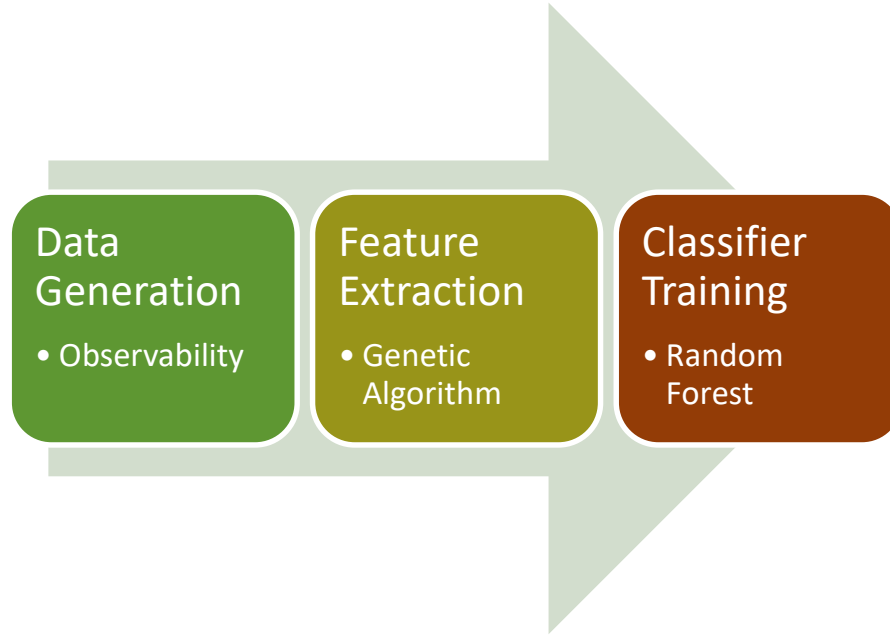 Data
Generation
• Observability
Feature
Extraction
• Genetic
Algorithm
Classifier
Training
• Random
Forest